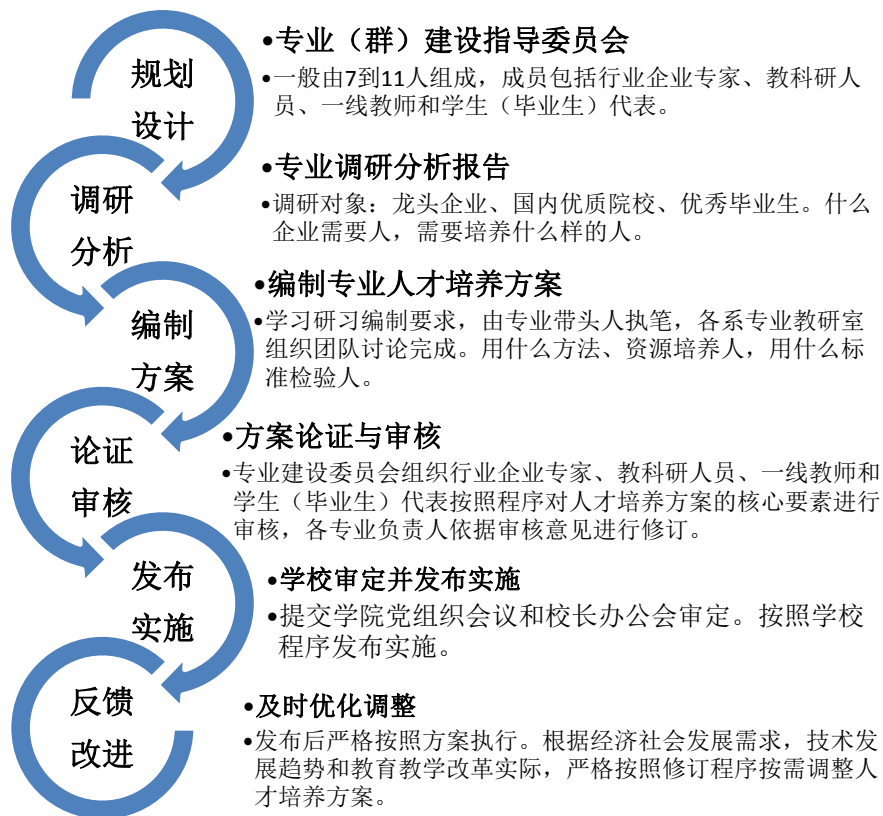 规划
设计
•专业（群）建设指导委员会
•一般由7到11人组成，成员包括行业企业专家、教科研人
员、一线教师和学生（毕业生）代表。
调研
分析
•专业调研分析报告
•调研对象：龙头企业、国内优质院校、优秀毕业生。什么
企业需要人，需要培养什么样的人。
编制
方案
•编制专业人才培养方案
•学习研习编制要求，由专业带头人执笔，各系专业教研室
组织团队讨论完成。用什么方法、资源培养人，用什么标
准检验人。
论证
审核
•方案论证与审核
•专业建设委员会组织行业企业专家、教科研人员、一线教师和
学生（毕业生）代表按照程序对人才培养方案的核心要素进行
审核，各专业负责人依据审核意见进行修订。
发布
实施
•学校审定并发布实施
•提交学院党组织会议和校长办公会审定。按照学校
程序发布实施。
反馈
改进
•及时优化调整
•发布后严格按照方案执行。根据经济社会发展需求，技术发
展趋势和教育教学改革实际，严格按照修订程序按需调整人
才培养方案。